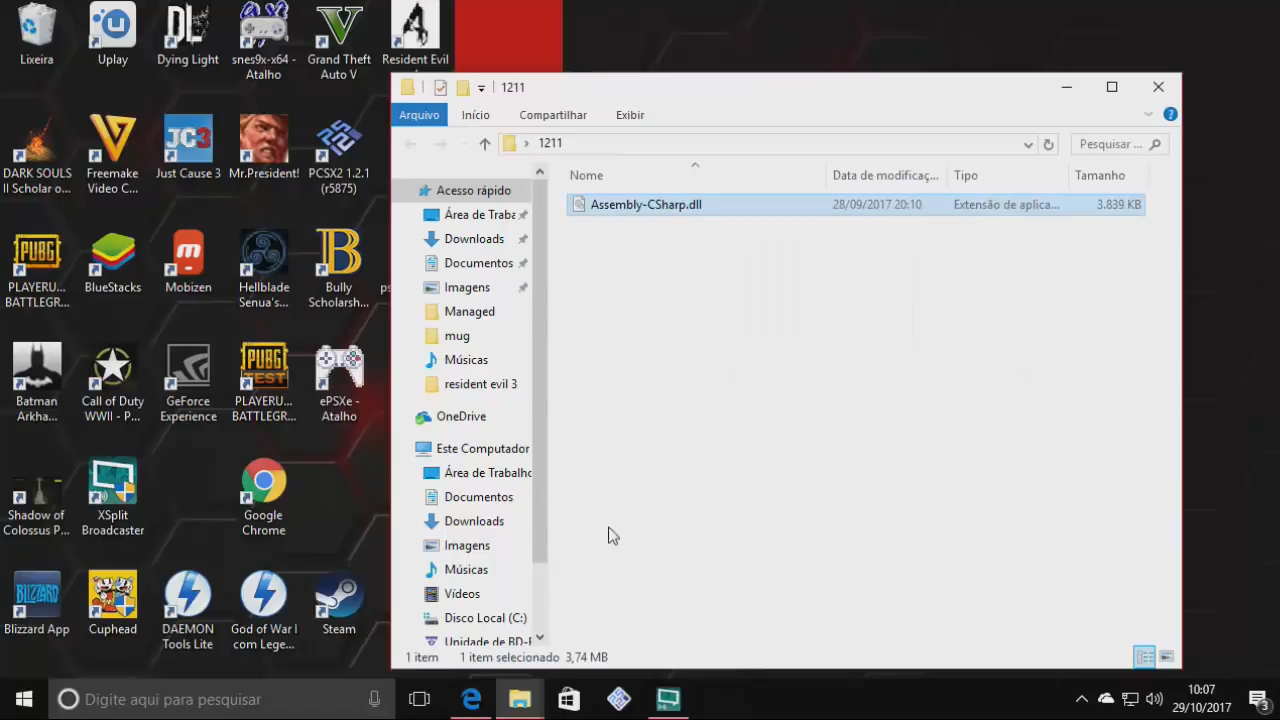 Lixeira
Uplay
Dying Light
snes9x-x64 -
Atalho
Grand Theft
Auto V
Resident Evil
DARK SOULS
II Scholar o...
Freemake
Video C...
Just Cause 3
Mr.President!
PCSX2 1.2.1
(r5875)
PLAYERU...
BATTLEGR...
BlueStacks
Mobizen
Hellblade
Senua's...
Bully
Scholarsh...
Batman
Arkha...
Call of Duty
WWII - P...
GeForce
Experience
PLAYERU...
BATTLEGR...
ePSXe -
Atalho
Shadow of
Colossus P...
XSplit
Broadcaster
Google
Chrome
Blizzard App
Cuphead
DAEMON
Tools Lite
God of War I
com Lege...
Steam
1211
Arquivo
Início
Compartilhar
Exibir
1211
Pesquisar ...
Nome
Data de modificaç...
Tipo
Tamanho
Assembly-CSharp.dll
28/09/2017 20:10
Extensão de aplica...
3.839 KB
Acesso rápido
Área de Traba
Downloads
Documentos
Imagens
Managed
mug
Músicas
resident evil 3
OneDrive
Este Computador
Área de Trabalho
Documentos
Downloads
Imagens
Músicas
Vídeos
Disco Local (C:)
Unidade de BD-
1 item
1 item selecionado 3,74 MB
Digite aqui para pesquisar
10:07
29/10/2017
3